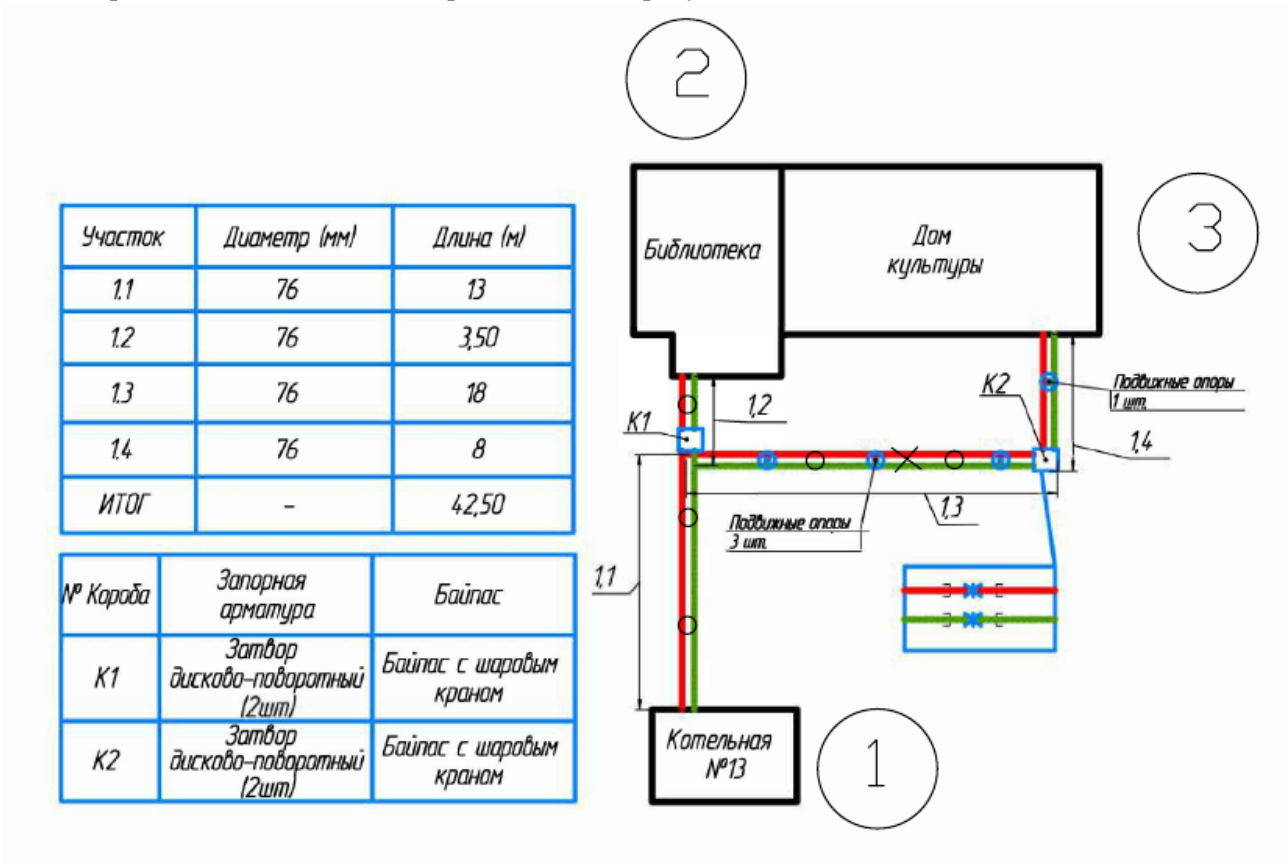 2
3
Участок Диаметр (мм) Длина (м)
1.1 76 13
1.2 76 3,50
1.3 76 18
1.4 76 8
ИТОГ – 42,50
№ Короба Запорная арматура Байпас
К1 Затвор дисково-поворотный (2шт) Байпас с шаровым краном
К2 Затвор дисково-поворотный (2шт) Байпас с шаровым краном
Библиотека
Дом
культуры
К1
1,2
К2
Подвижные опоры
1 шт.
1,4
1,3
Подвижные опоры
3 шт.
1,1
Котельная
№13
1